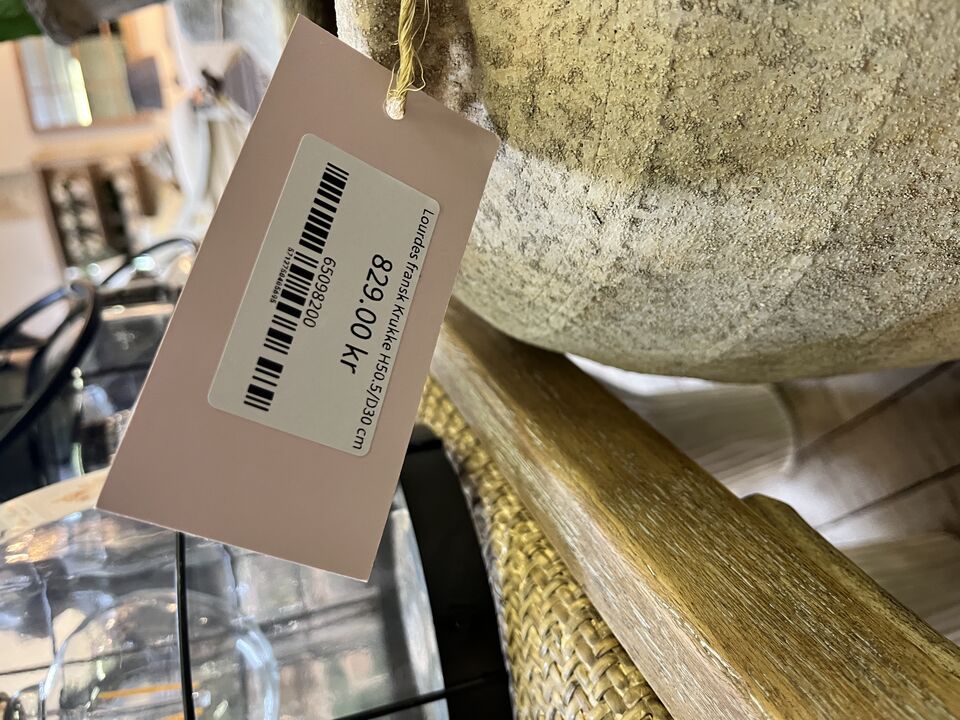 Lourdes fransk Krukke H50.5/D30 cm
829.00 kr
65098200